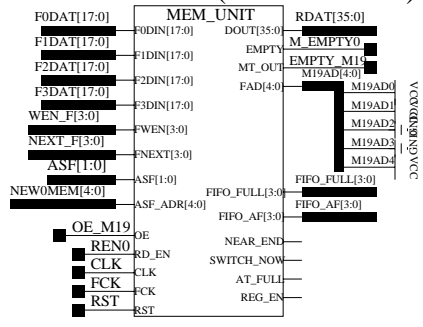 MEM_UNIT
F0DAT[17:0]
F0DIN[17:0]
F1DAT[17:0]
F1DIN[17:0]
F2DAT[17:0]
F2DIN[17:0]
F3DAT[17:0]
F3DIN[17:0]
WEN_F[3:0]
FWEN[3:0]
NEXT_F[3:0]
FNEXT[3:0]
ASF[1:0]
ASF[1:0]
NEW0MEM[4:0]
ASF_ADR[4:0]
OE_M19
OE
REN0
RD_EN
CLK
CLK
FCK
FCK
RST
RST
RDAT[35:0]
DOUT[35:0]
M_EMPTY0
EMPTY
EMPTY_M19
MT_OUT
M19AD[4:0]
FAD[4:0]
M19AD0
M19AD1
M19AD2
M19AD3
M19AD4
VCC
VCC
GND
GND
VCC
FIFO_FULL[3:0]
FIFO_FULL[3:0]
FIFO_AF[3:0]
FIFO_AF[3:0]
NEAR_END
SWITCH_NOW
AT_FULL
REG_EN